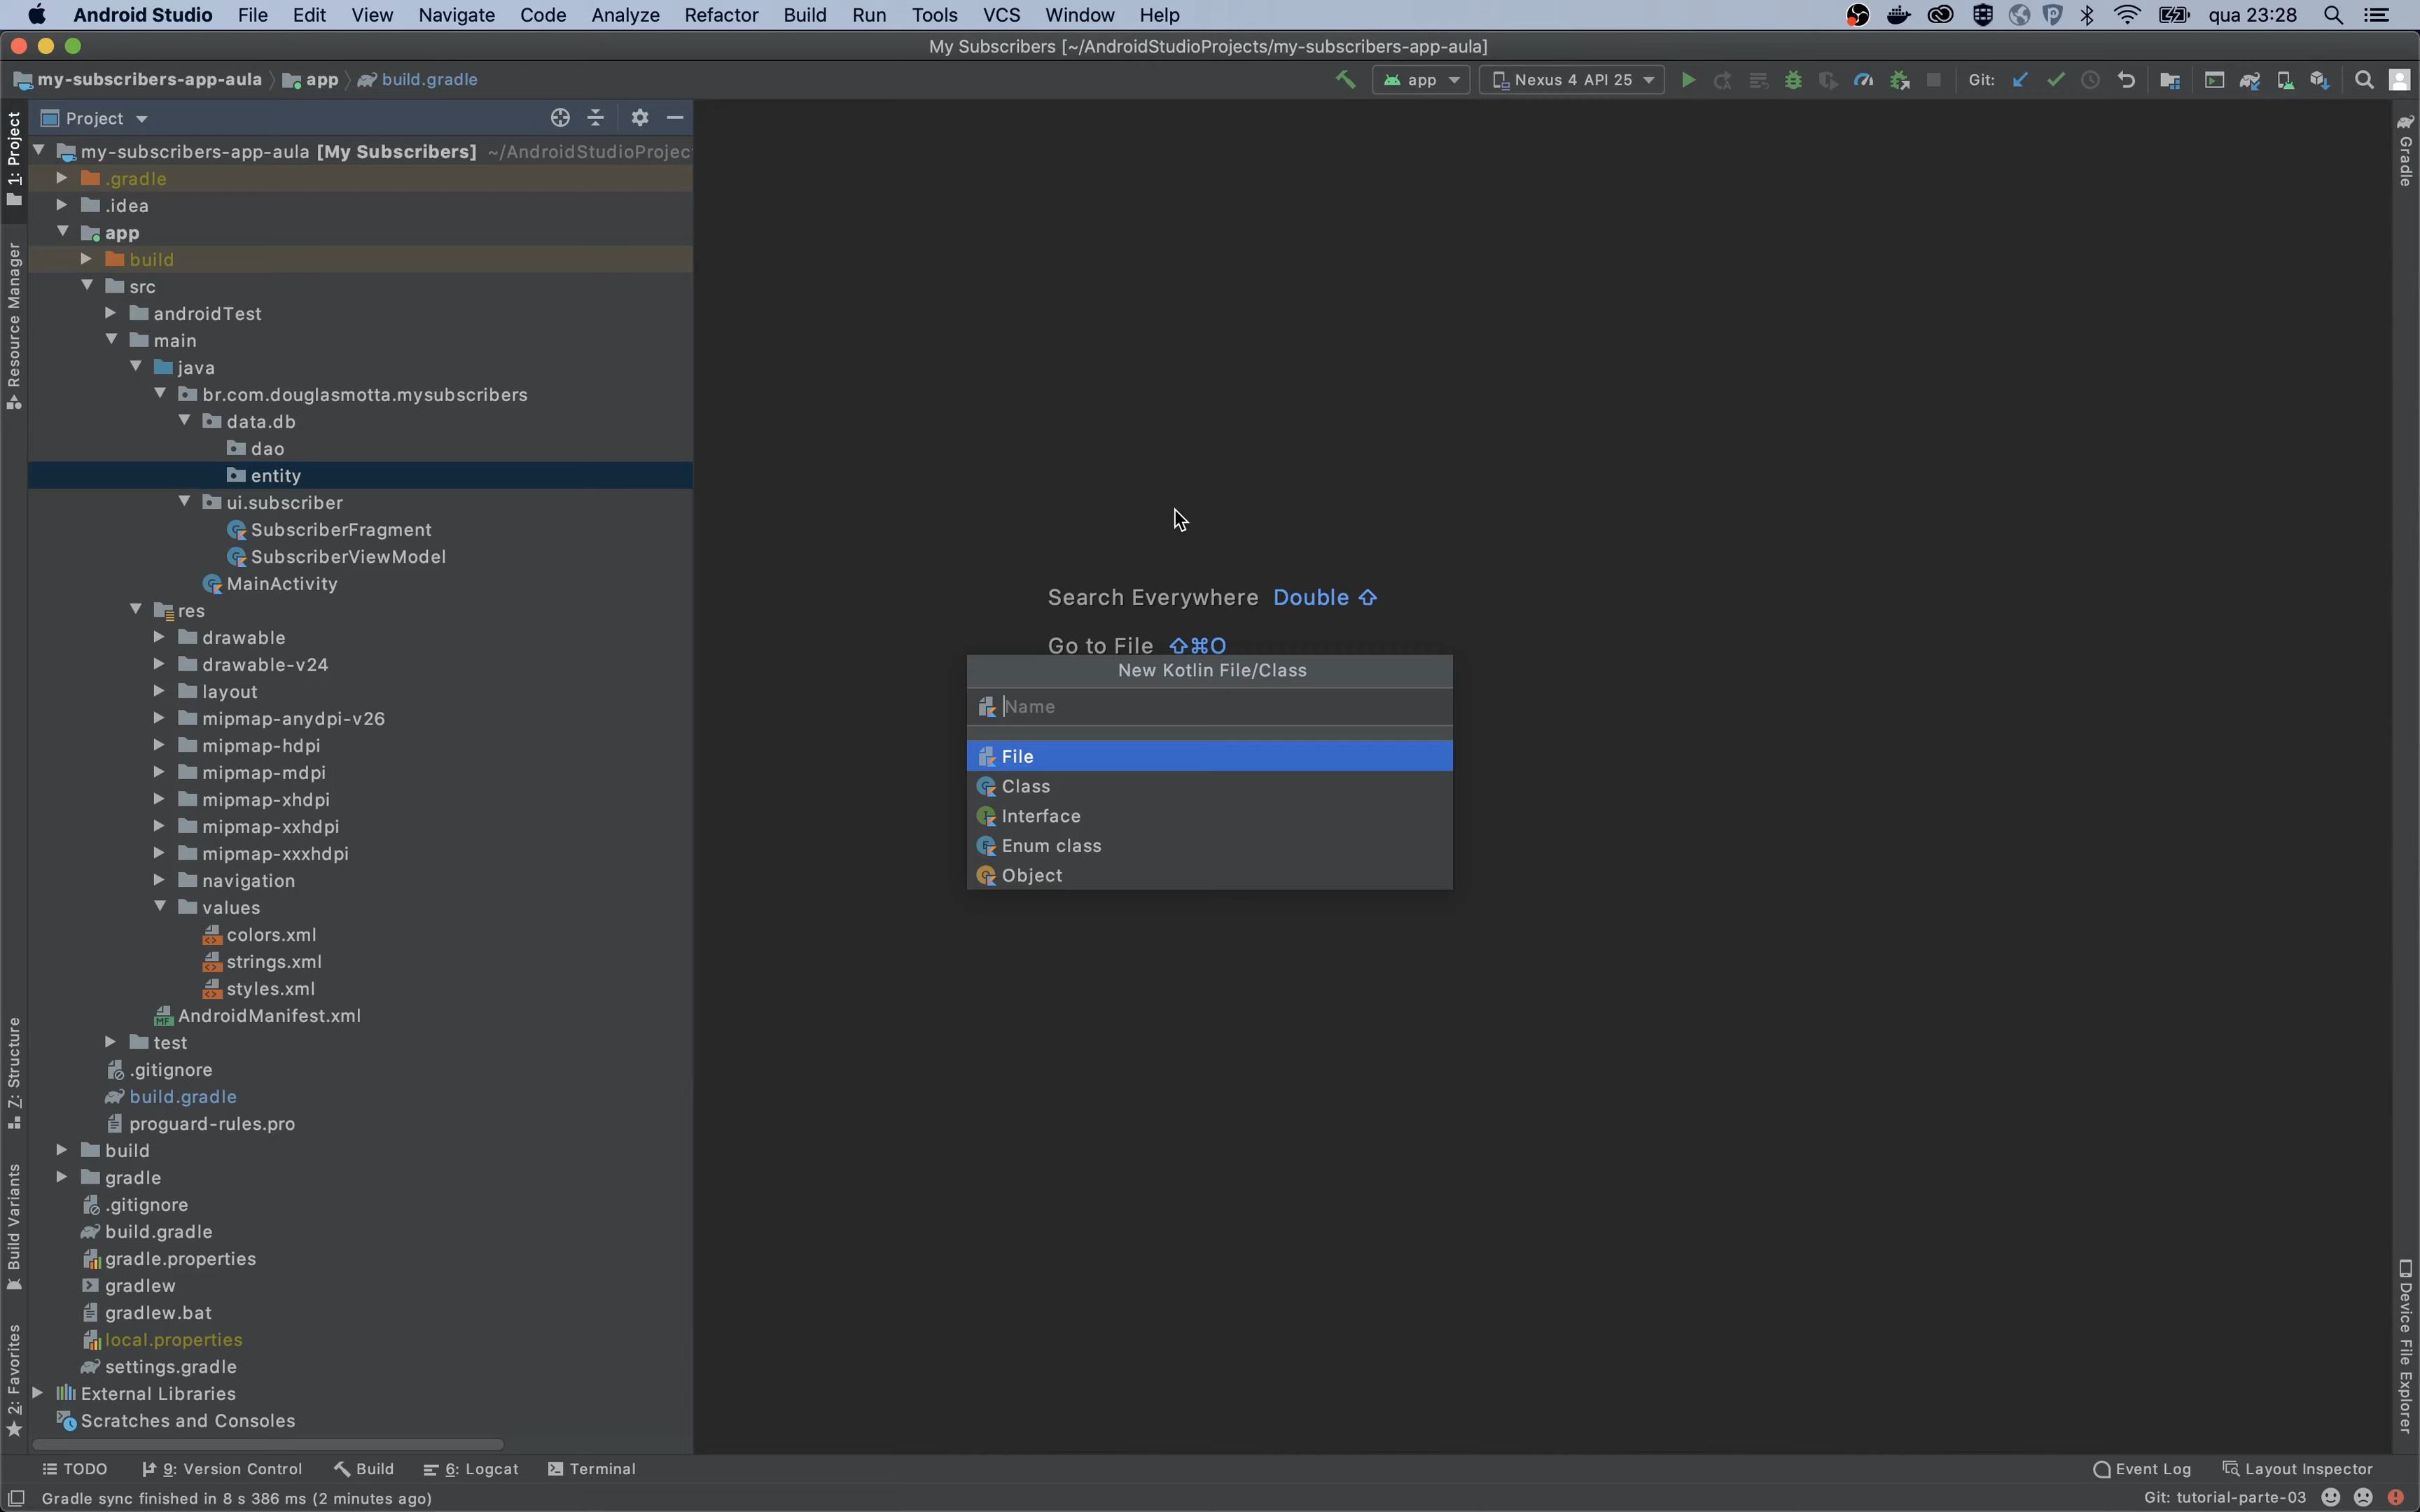 Android Studio File Edit View Navigate Code Analyze Refactor Build Run Tools VCS Window Help qua 23:28
My Subscribers [~/AndroidStudioProjects/my-subscribers-app-aula]
my-subscribers-app-aula app build.gradle app Nexus 4 API 25 Git:
Project
my-subscribers-app-aula [My Subscribers] ~/AndroidStudioProjec
.gradle
.idea
app
build
src
androidTest
main
java
br.com.douglasmotta.mysubscribers
data.db
dao
entity
ui.subscriber
SubscriberFragment
SubscriberViewModel
MainActivity
res
drawable
drawable-v24
layout
mipmap-anydpi-v26
mipmap-hdpi
mipmap-mdpi
mipmap-xhdpi
mipmap-xxhdpi
mipmap-xxxhdpi
navigation
values
colors.xml
strings.xml
styles.xml
AndroidManifest.xml
test
.gitignore
build.gradle
proguard-rules.pro
build
gradle
.gitignore
build.gradle
gradle.properties
gradlew
gradlew.bat
local.properties
settings.gradle
External Libraries
Scratches and Consoles
1: Project
Resource Manager
Z: Structure
Build Variants
2: Favorites
Search Everywhere Double ⇧
Go to File ⇧⌘O
New Kotlin File/Class
Name
File
Class
Interface
Enum class
Object
Gradle
Device File Explorer
TODO 9: Version Control Build 6: Logcat Terminal Event Log Layout Inspector
Gradle sync finished in 8 s 386 ms (2 minutes ago) Git: tutorial-parte-03